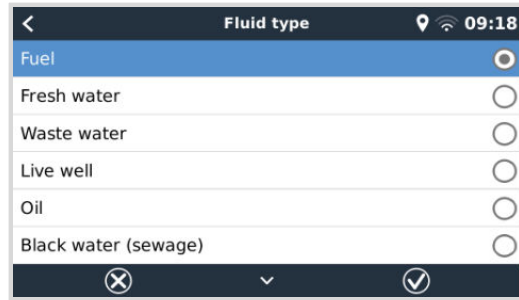 Fluid type 09:18
Fuel
Fresh water
Waste water
Live well
Oil
Black water (sewage)